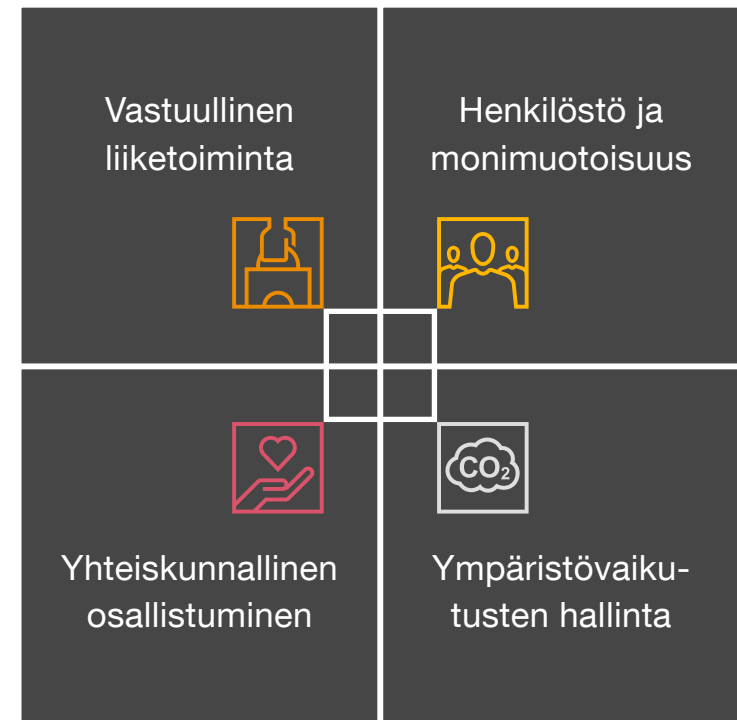 Vastuullinen
liiketoiminta
Henkilöstö ja
monimuotoisuus
CO₂
Yhteiskunnallinen
osallistuminen
Ympäristövaiku-
tusten hallinta